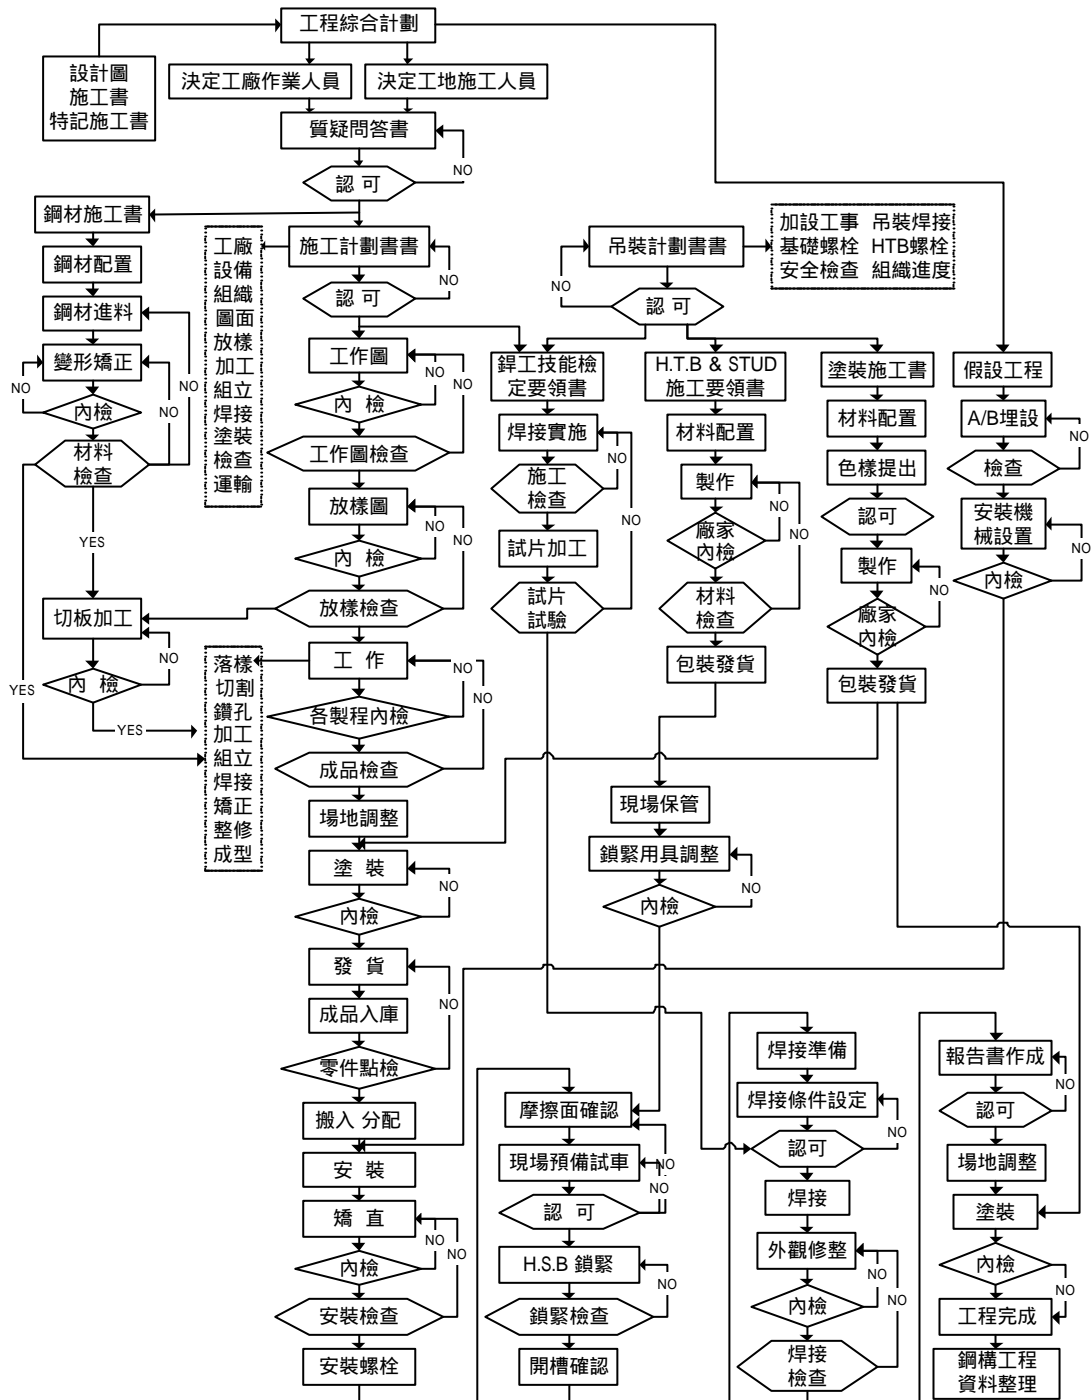 工程綜合計劃
設計圖
施工書
特記施工書
決定工廠作業人員
決定工地施工人員
質疑問答書
NO
認 可
鋼材施工書
鋼材配置
鋼材進料
變形矯正
NO
內檢
NO
NO
材料
檢查
YES
YES
切板加工
NO
內 檢
YES
工廠
設備
組織
圖面
放樣
加工
組立
焊接
塗裝
檢查
運輸
施工計劃書書
NO
認 可
工作圖
NO
內 檢
NO
工作圖檢查
放樣圖
NO
內 檢
NO
放樣檢查
落樣
切割
鑽孔
加工
組立
焊接
矯正
整修
成型
工 作
NO
各製程內檢
NO
成品檢查
場地調整
塗 裝
NO
內檢
發 貨
NO
成品入庫
零件點檢
搬入 分配
安 裝
矯 直
NO
NO
內檢
安裝檢查
安裝螺栓
吊裝計劃書書
NO
認 可
加設工事 吊裝焊接
基礎螺栓 HTB螺栓
安全檢查 組織進度
銲工技能檢
定要領書
焊接實施
NO
施工
檢查
NO
試片加工
試片
試驗
H.T.B & STUD
施工要領書
材料配置
製作
NO
廠家
內檢
NO
材料
檢查
包裝發貨
現場保管
鎖緊用具調整
NO
內檢
塗裝施工書
材料配置
色樣提出
認可
製作
NO
廠家
內檢
包裝發貨
假設工程
A/B埋設
NO
檢查
安裝機
械設置
NO
內檢
摩擦面確認
現場預備試車
NO
NO
認 可
H.S.B 鎖緊
NO
鎖緊檢查
開槽確認
焊接準備
焊接條件設定
NO
認可
焊接
外觀修整
NO
NO
內檢
焊接
檢查
報告書作成
NO
認可
場地調整
塗裝
內檢
NO
工程完成
鋼構工程
資料整理